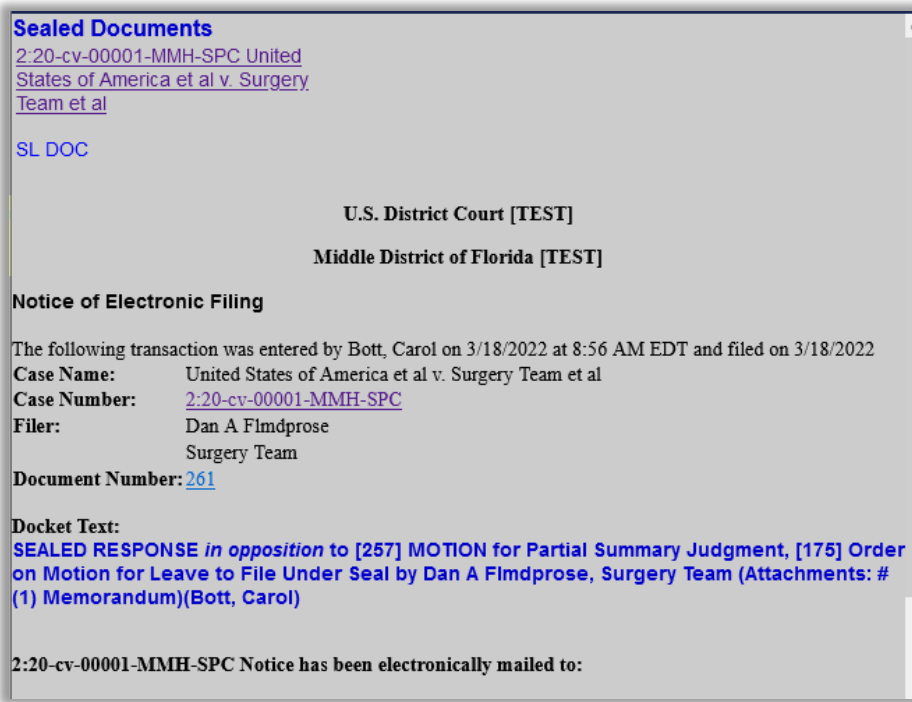 Sealed Documents
2:20-cv-00001-MMH-SPC United
States of America et al v. Surgery
Team et al
SL DOC
U.S. District Court [TEST]
Middle District of Florida [TEST]
Notice of Electronic Filing
The following transaction was entered by Bott, Carol on 3/18/2022 at 8:56 AM EDT and filed on 3/18/2022
Case Name: United States of America et al v. Surgery Team et al
Case Number: 2:20-cv-00001-MMH-SPC
Filer: Dan A Flmdprose
Surgery Team
Document Number: 261
Docket Text:
SEALED RESPONSE in opposition to [257] MOTION for Partial Summary Judgment, [175] Order
on Motion for Leave to File Under Seal by Dan A Flmdprose, Surgery Team (Attachments: #
(1) Memorandum)(Bott, Carol)
2:20-cv-00001-MMH-SPC Notice has been electronically mailed to: